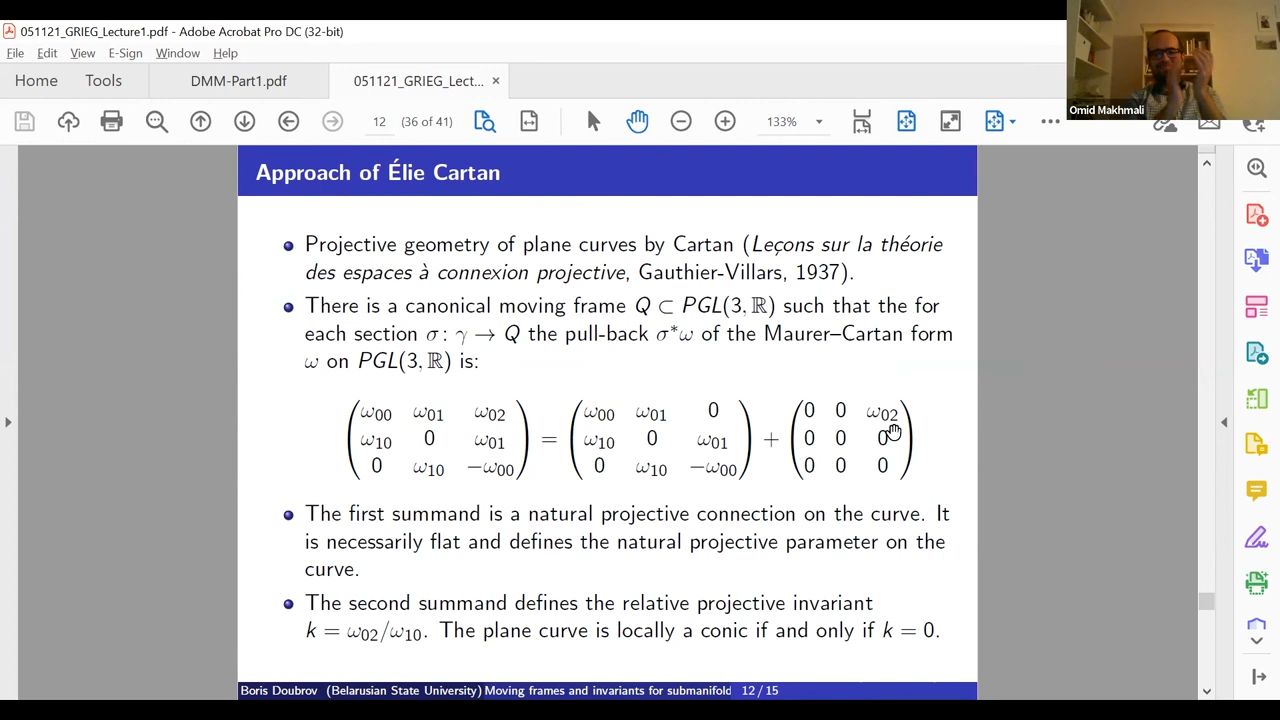 051121_GRIEG_Lecture1.pdf - Adobe Acrobat Pro DC (32-bit)
File Edit View E-Sign Window Help
Home Tools DMM-Part1.pdf 051121_GRIEG_Lect... ×
12 (36 of 41) 133%
Omid Makhmali
Approach of Élie Cartan
Projective geometry of plane curves by Cartan (Leçons sur la théorie
des espaces à connexion projective, Gauthier-Villars, 1937).
There is a canonical moving frame Q ⊂ PGL(3, ℝ) such that the for
each section σ: γ → Q the pull-back σ*ω of the Maurer–Cartan form
ω on PGL(3, ℝ) is:
ω₀₀ ω₀₁ ω₀₂ ω₀₀ ω₀₁ 0 0 0 ω₀₂
ω₁₀ 0 ω₀₁ = ω₁₀ 0 ω₀₁ + 0 0 0
0 ω₁₀ −ω₀₀ 0 ω₁₀ −ω₀₀ 0 0 0
The first summand is a natural projective connection on the curve. It
is necessarily flat and defines the natural projective parameter on the
curve.
The second summand defines the relative projective invariant
k = ω₀₂/ω₁₀. The plane curve is locally a conic if and only if k = 0.
Boris Doubrov (Belarusian State University) Moving frames and invariants for submanifold 12 / 15